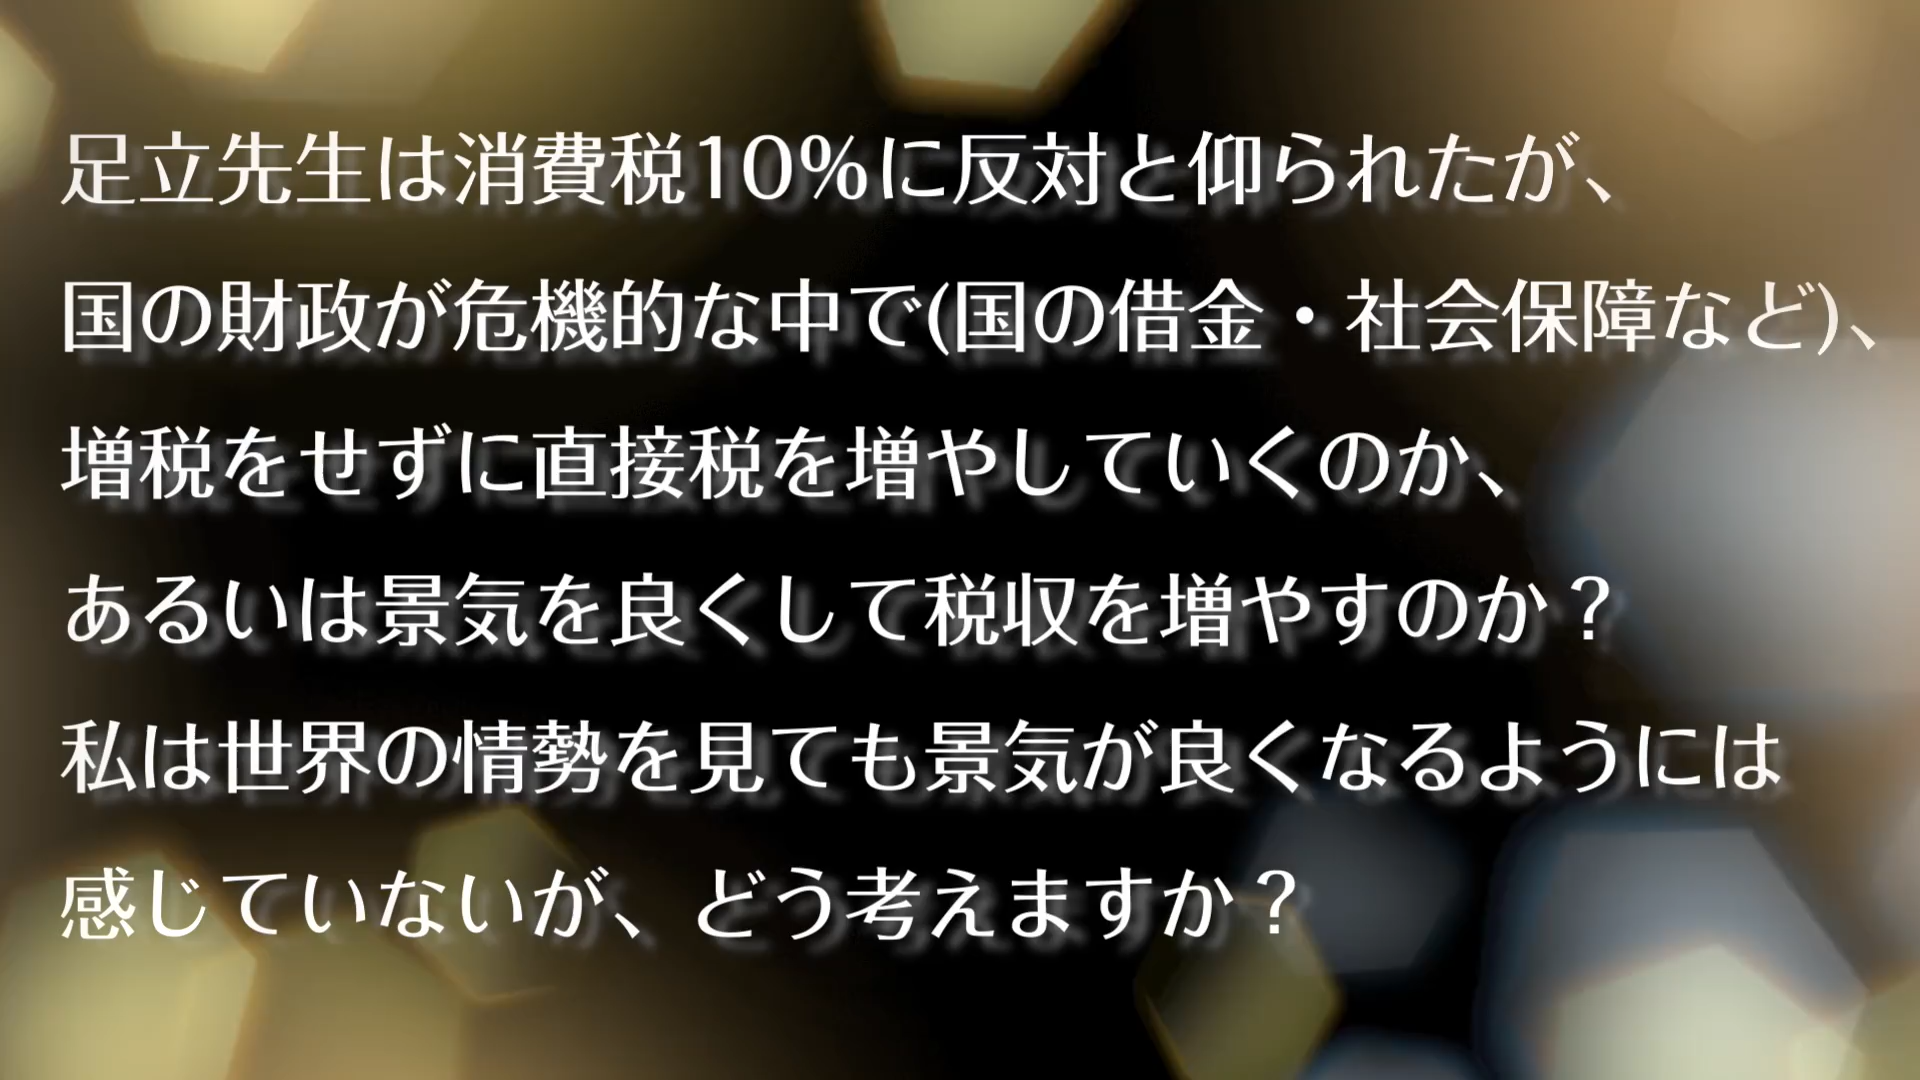 足立先生は消費税10%に反対と仰られたが、
国の財政が危機的な中で(国の借金・社会保障など)、
増税をせずに直接税を増やしていくのか、
あるいは景気を良くして税収を増やすのか？
私は世界の情勢を見ても景気が良くなるようには
感じていないが、どう考えますか？